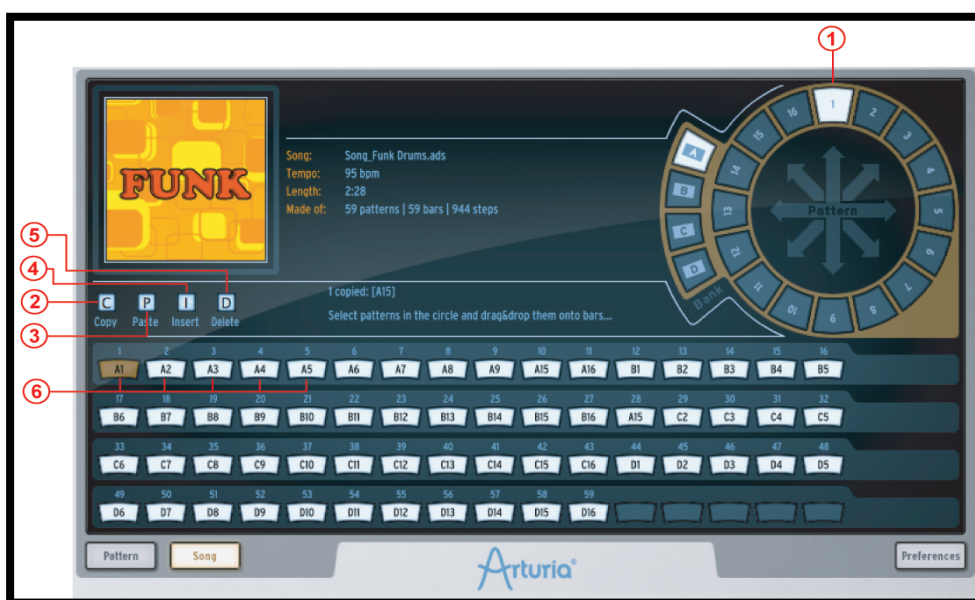 1
FUNK
Song: Song_Funk Drums.ads
Tempo: 95 bpm
Length: 2:28
Made of: 59 patterns | 59 bars | 944 steps
A
B
C
D
Bank
1
2
3
4
5
6
7
8
9
10
11
12
13
14
15
16
Pattern
5
4
2
3
C P I D
Copy Paste Insert Delete
1 copied: [A15]
Select patterns in the circle and drag&drop them onto bars...
1 2 3 4 5 6 7 8 9 10 11 12 13 14 15 16
A1 A2 A3 A4 A5 A6 A7 A8 A9 A15 A16 B1 B2 B3 B4 B5
6
17 18 19 20 21 22 23 24 25 26 27 28 29 30 31 32
B6 B7 B8 B9 B10 B11 B12 B13 B14 B15 B16 A15 C2 C3 C4 C5
33 34 35 36 37 38 39 40 41 42 43 44 45 46 47 48
C6 C7 C8 C9 C10 C11 C12 C13 C14 C15 C16 D1 D2 D3 D4 D5
49 50 51 52 53 54 55 56 57 58 59
D6 D7 D8 D9 D10 D11 D12 D13 D14 D15 D16
Pattern Song Arturia® Preferences